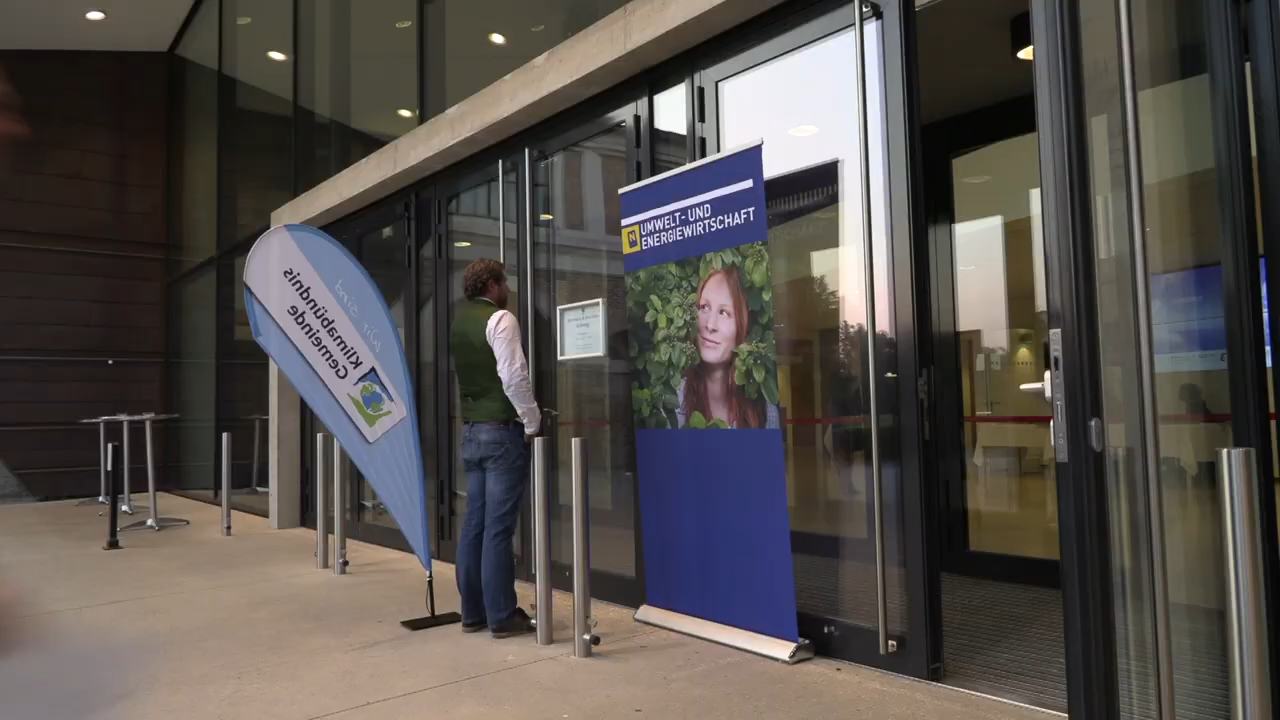 Wir sind
Klimabündnis
Gemeinde
N
UMWELT- UND
ENERGIEWIRTSCHAFT